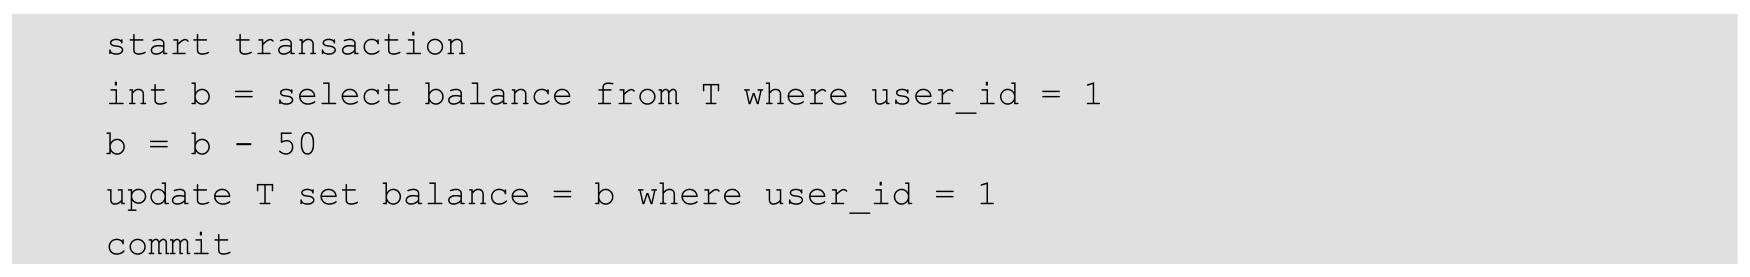 start transaction
int b = select balance from T where user_id = 1
b = b - 50
update T set balance = b where user_id = 1
commit